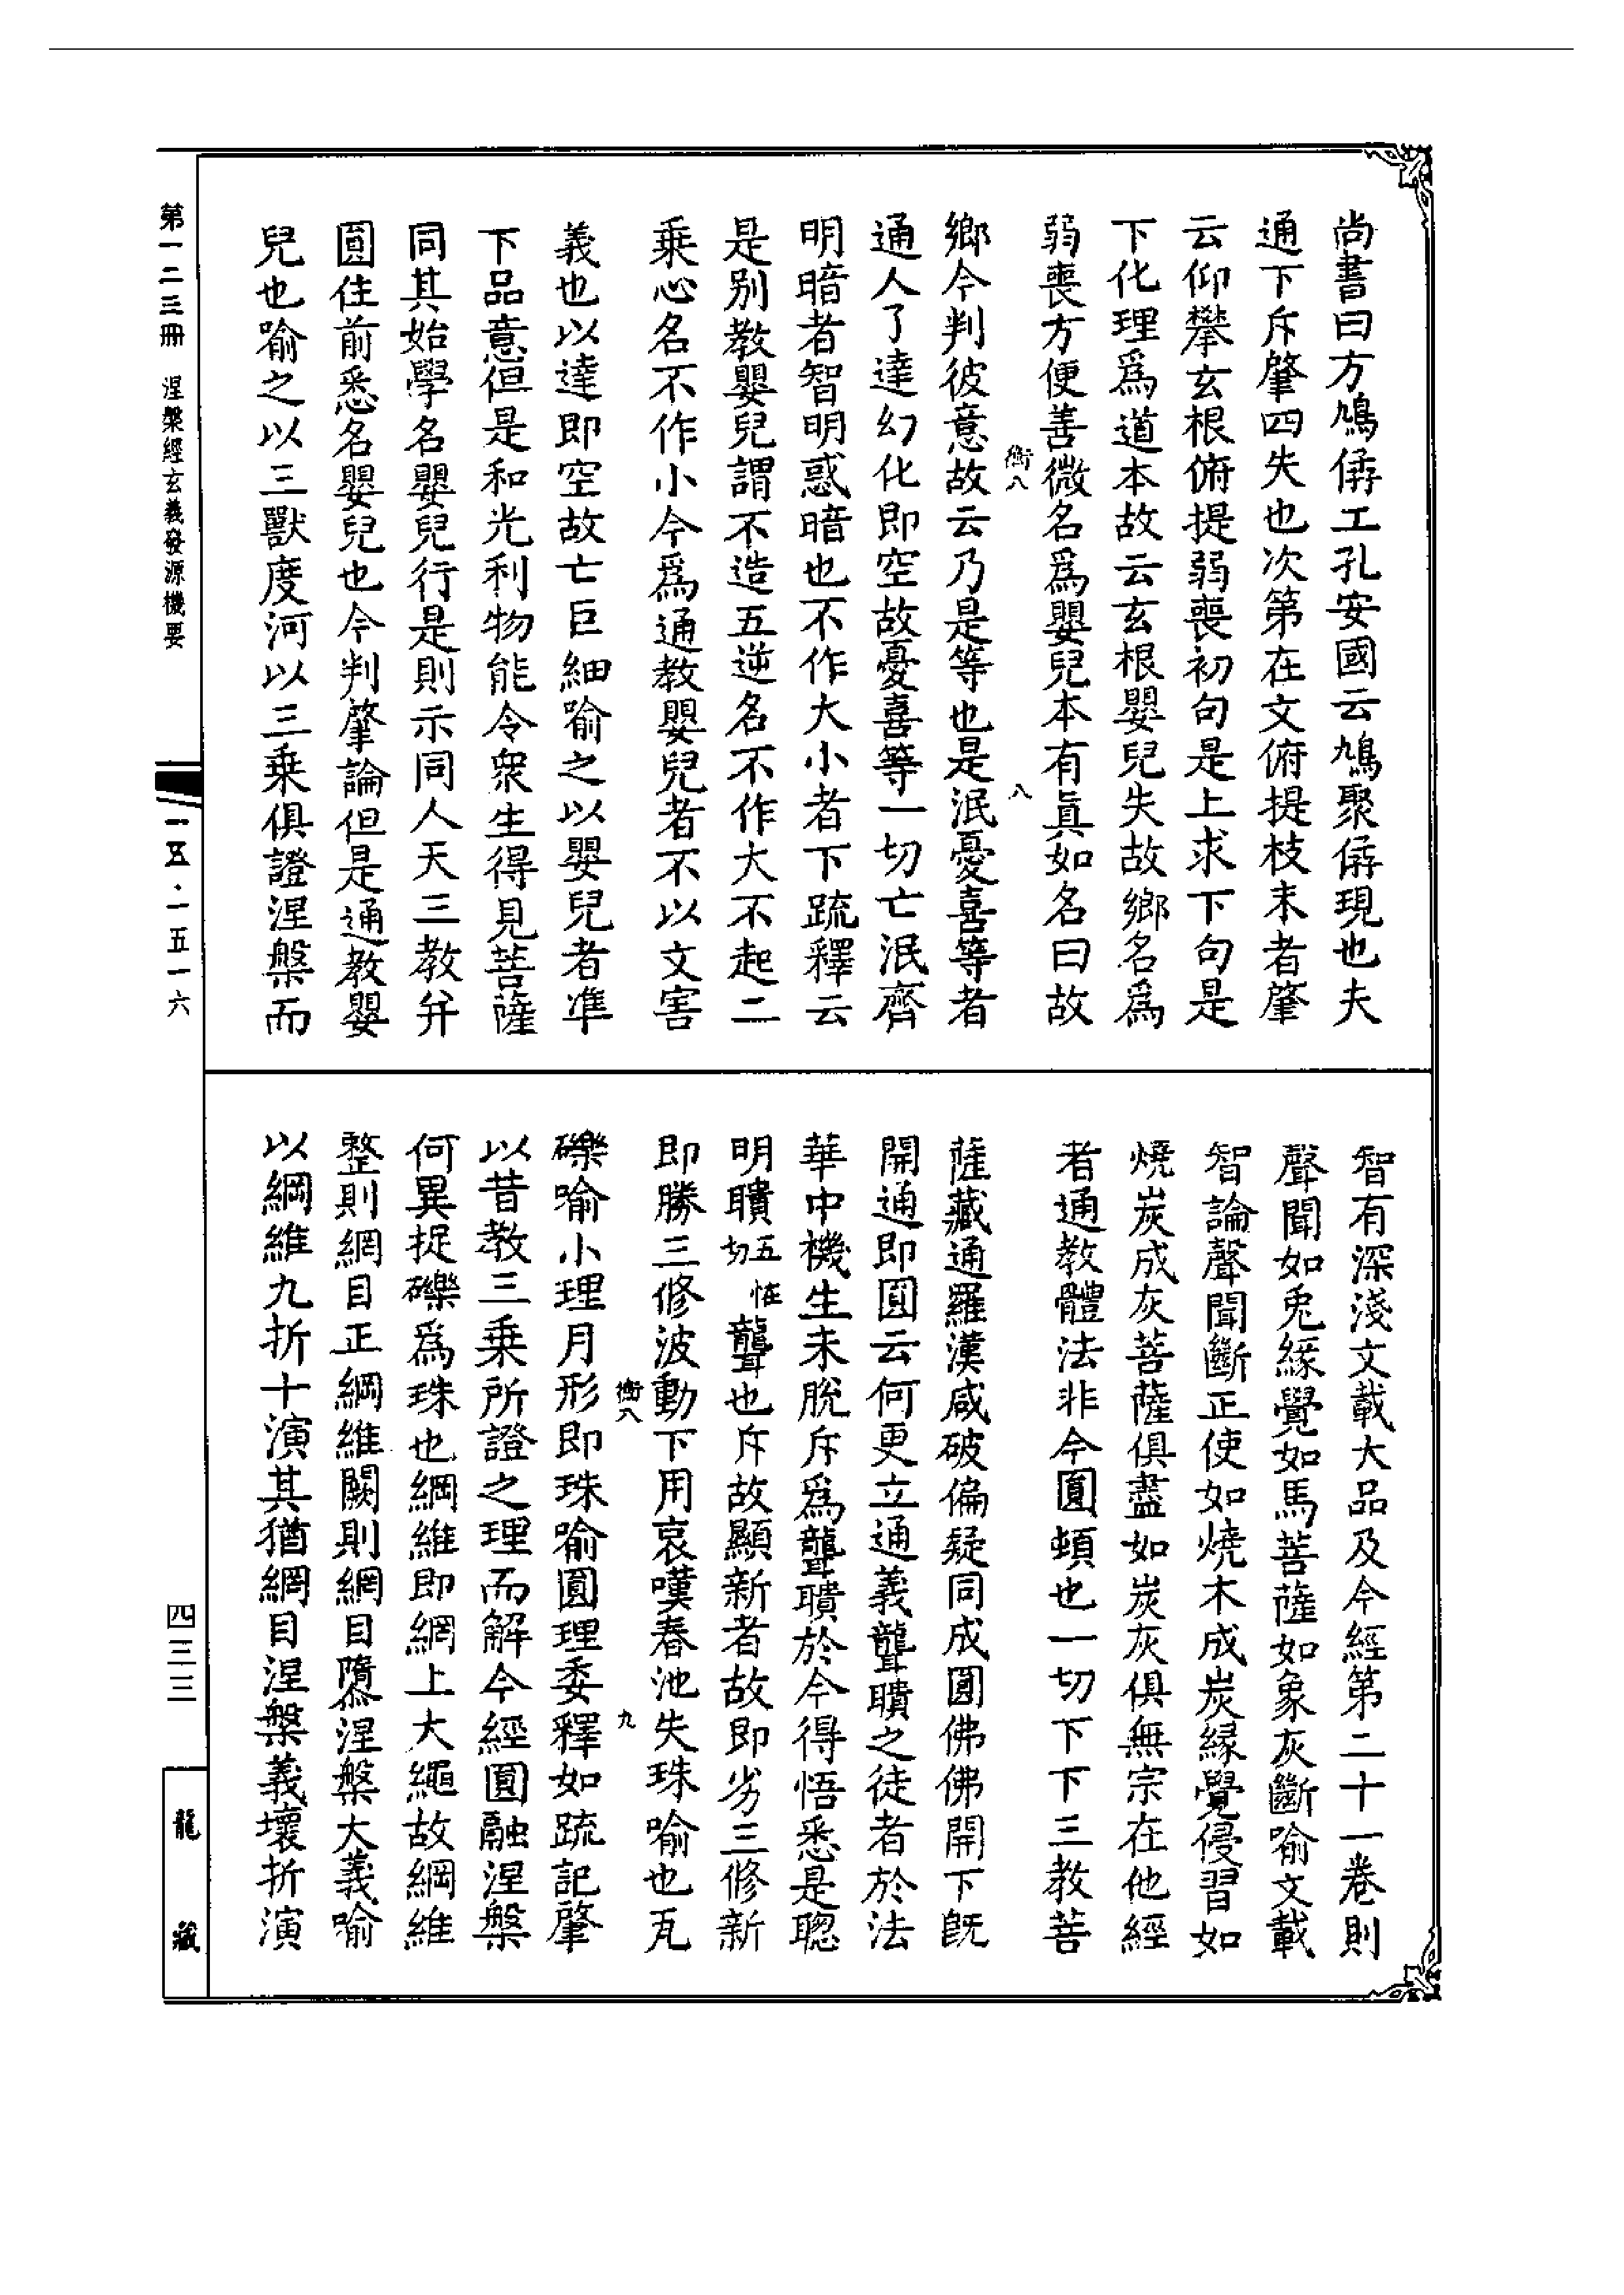 尚書曰方鳩僝工孔安國云鳩聚僝現也夫
通下斥肇四失也次第在文俯提枝末者肇
云仰攀玄根俯提弱喪初句是上求下句是
下化理爲道本故云玄根嬰兒失故鄉名爲
弱喪方便善微名爲嬰兒本有真如名曰故
衡八
八
鄉今判彼意故云乃是等也是泯憂喜等者
通人了達幻化即空故憂喜等一切亡泯齊
明暗者智明惑暗也不作大小者下疏釋云
是別教嬰兒謂不造五逆名不作大不起二
乘心名不作小今爲通教嬰兒者不以文害
義也以達即空故亡巨細喻之以嬰兒者準
下品意但是和光利物能令衆生得見菩薩
同其始學名嬰兒行是則示同人天三教并
圓住前悉名嬰兒也今判肇論但是通教嬰
兒也喻之以三獸度河以三乘俱證涅槃而
智有深淺文載大品及今經第二十一卷則
聲聞如兎緣覺如馬菩薩如象灰斷喻文載
智論聲聞斷正使如燒木成炭緣覺侵習如
燒炭成灰菩薩俱盡如炭灰俱無宗在他經
者通教體法非今圓頓也一切下下三教菩
薩藏通羅漢咸破偏疑同成圓佛佛開下旣
開通即圓云何更立通義聾聵之徒者於法
華中機生未脫斥爲聾聵於今得悟悉是聰
明聵五怪切聾也斥故顯新者故即劣三修新
即勝三修波動下用哀嘆春池失珠喻也瓦
衡八
九
礫喻小理月形即珠喻圓理委釋如疏記肇
以昔教三乘所證之理而解今經圓融涅槃
何異捉礫爲珠也綱維即網上大繩故綱維
整則網目正綱維闕則網目隳涅槃大義喻
以綱維九折十演其猶網目涅槃義壞折演
第一二三冊 涅槃經玄義發源機要
一五·一五一六
四三三
龍藏